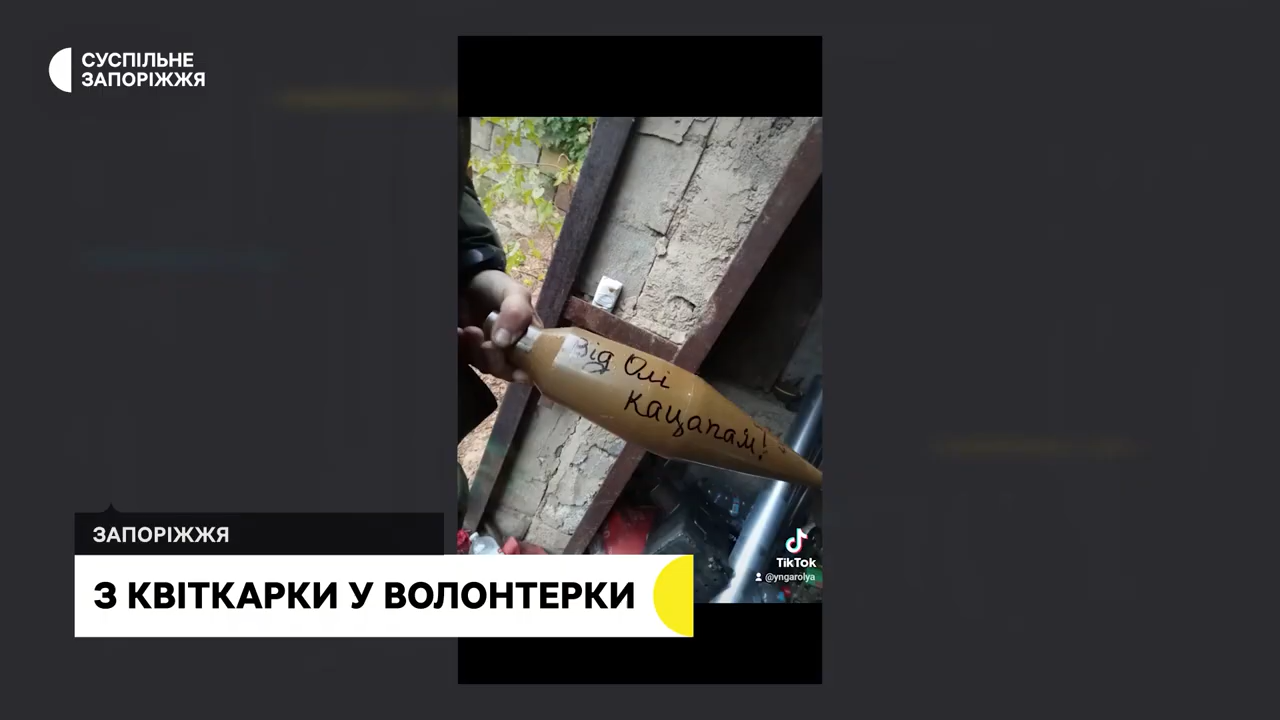 СУСПІЛЬНЕ
ЗАПОРІЖЖЯ
Від Олі
кацапам!
TikTok
@yngarolya
ЗАПОРІЖЖЯ
З КВІТКАРКИ У ВОЛОНТЕРКИ